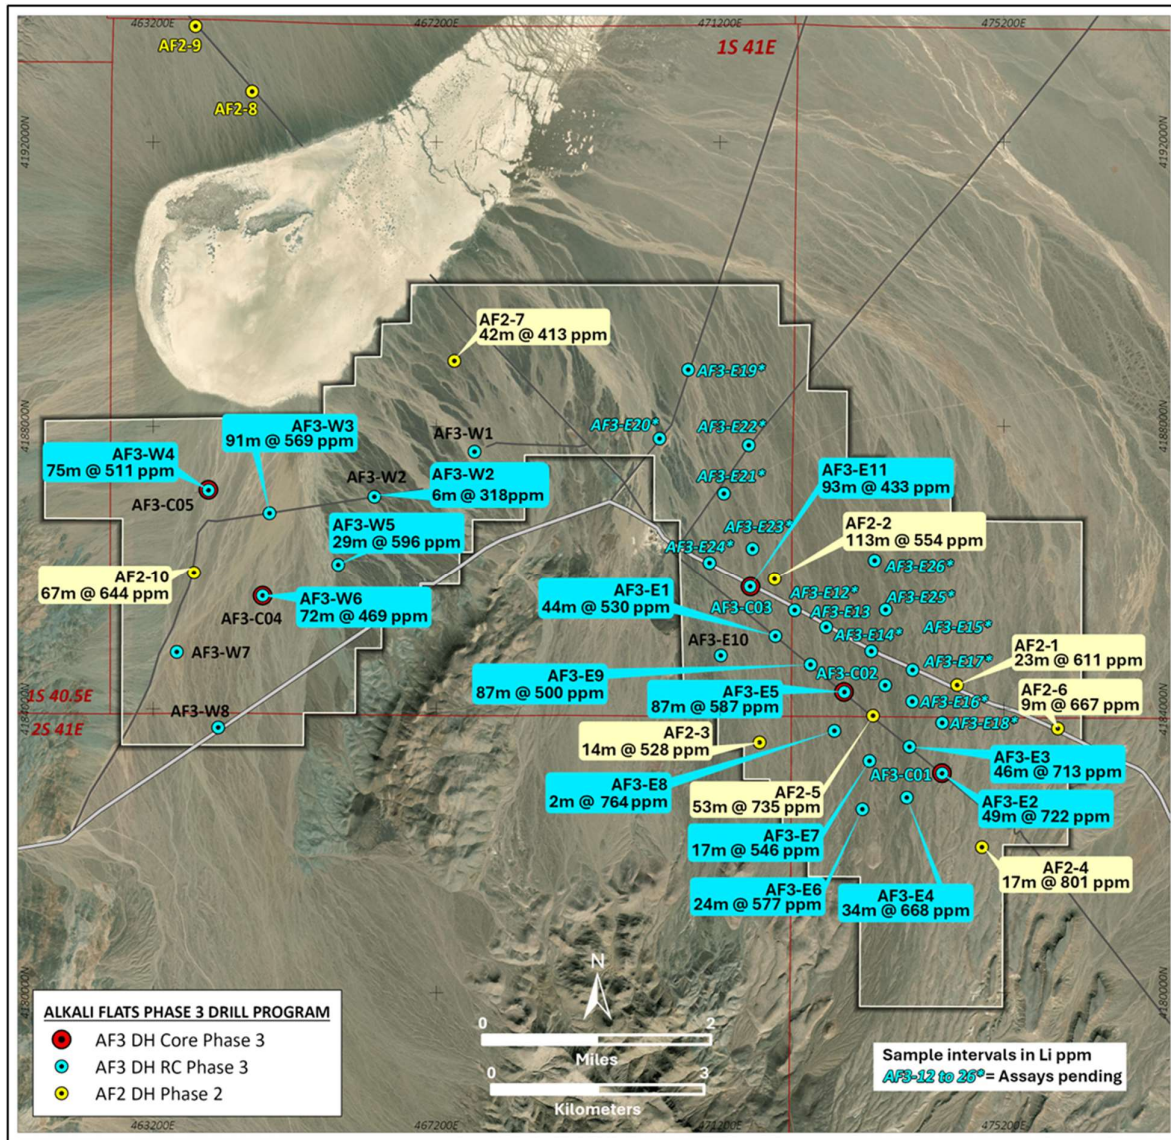 463200E
467200E
471200E
475200E
AF2-9
1S 41E
AF2-8
4192000N
4192000N
AF2-7
42m @ 413 ppm
AF3-E19*
4188000N
4188000N
AF3-W3
91m @ 569 ppm
AF3-W1
AF3-E20*
AF3-E22*
AF3-W4
75m @ 511 ppm
AF3-C05
AF3-W2
AF3-W2
6m @ 318ppm
AF3-E21*
AF3-E11
93m @ 433 ppm
AF3-W5
29m @ 596 ppm
AF3-E23*
AF2-2
113m @ 554 ppm
AF3-E24*
AF3-E26*
AF2-10
67m @ 644 ppm
AF3-W6
72m @ 469 ppm
AF3-C04
AF3-E1
44m @ 530 ppm
AF3-C03
AF3-E12*
AF3-E25*
AF3-E13
AF3-E15*
AF3-E14*
AF3-W7
AF3-E10
AF2-1
23m @ 611 ppm
AF3-E17*
AF3-E9
87m @ 500 ppm
AF3-C02
AF3-E5
87m @ 587 ppm
AF2-6
9m @ 667 ppm
1S 40.5E
2S 41E
4184000N
4184000N
AF3-W8
AF3-E16*
AF3-E18*
AF2-3
14m @ 528 ppm
AF3-E8
2m @ 764 ppm
AF3-C01
AF3-E3
46m @ 713 ppm
AF2-5
53m @ 735 ppm
AF3-E2
49m @ 722 ppm
AF3-E7
17m @ 546 ppm
AF2-4
17m @ 801 ppm
AF3-E6
24m @ 577 ppm
AF3-E4
34m @ 668 ppm
4180000N
4180000N
N
ALKALI FLATS PHASE 3 DRILL PROGRAM
AF3 DH Core Phase 3
AF3 DH RC Phase 3
AF2 DH Phase 2
0 2
Miles
0 3
Kilometers
Sample intervals in Li ppm
AF3-12 to 26* = Assays pending
463200E
467200E
471200E
475200E